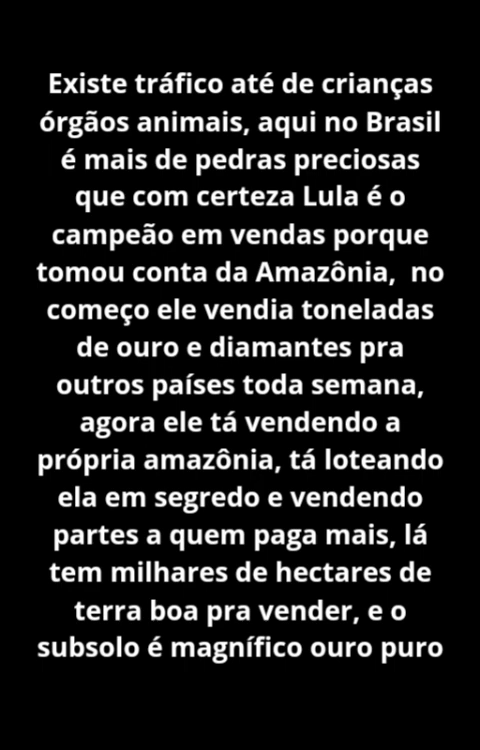 Existe tráfico até de crianças
órgãos animais, aqui no Brasil
é mais de pedras preciosas
que com certeza Lula é o
campeão em vendas porque
tomou conta da Amazônia,  no
começo ele vendia toneladas
de ouro e diamantes pra
outros países toda semana,
agora ele tá vendendo a
própria amazônia, tá loteando
ela em segredo e vendendo
partes a quem paga mais, lá
tem milhares de hectares de
terra boa pra vender, e o
subsolo é magnífico ouro puro